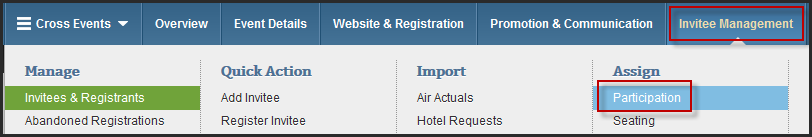 Cross Events Overview Event Details Website & Registration Promotion & Communication Invitee Management
Manage Quick Action Import Assign
Invitees & Registrants Add Invitee Air Actuals Participation
Abandoned Registrations Register Invitee Hotel Requests Seating